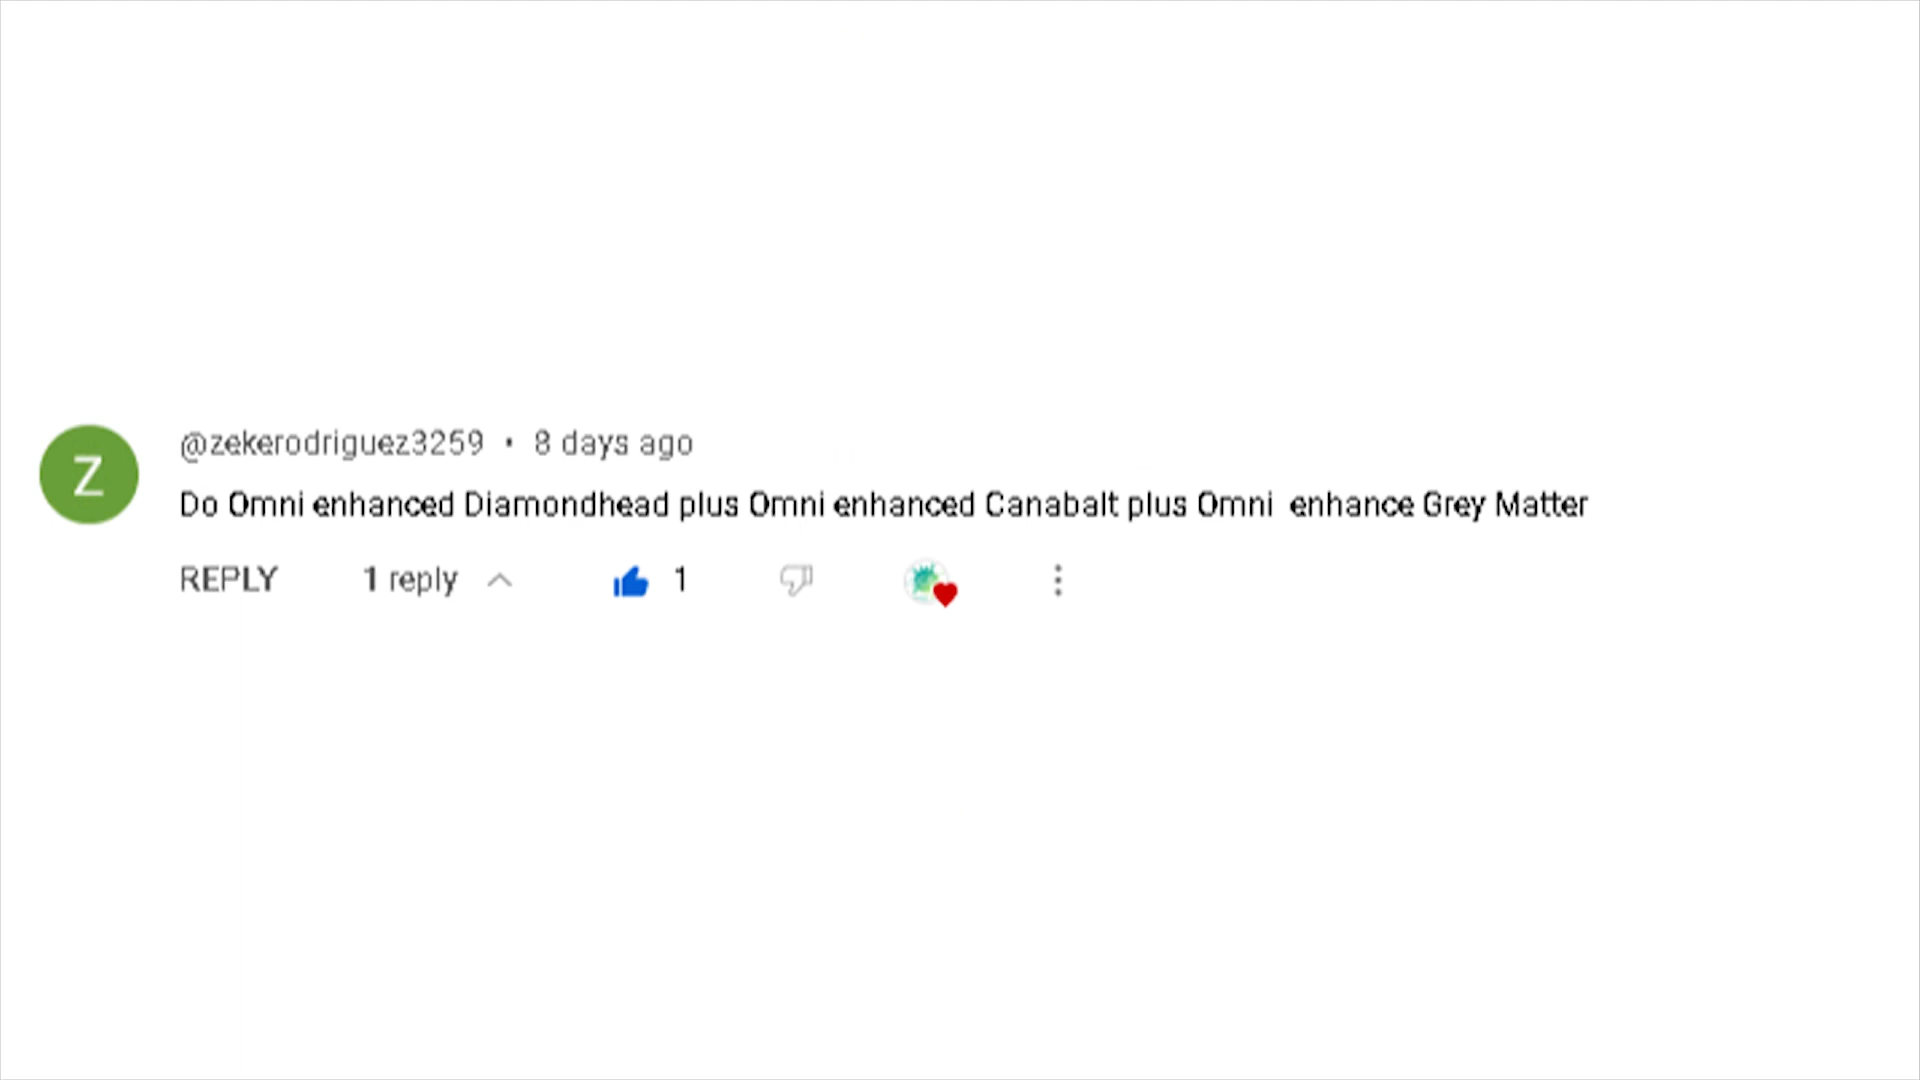 Z
@zekerodriguez3259 • 8 days ago
Do Omni enhanced Diamondhead plus Omni enhanced Canabalt plus Omni  enhance Grey Matter
REPLY 1 reply 1